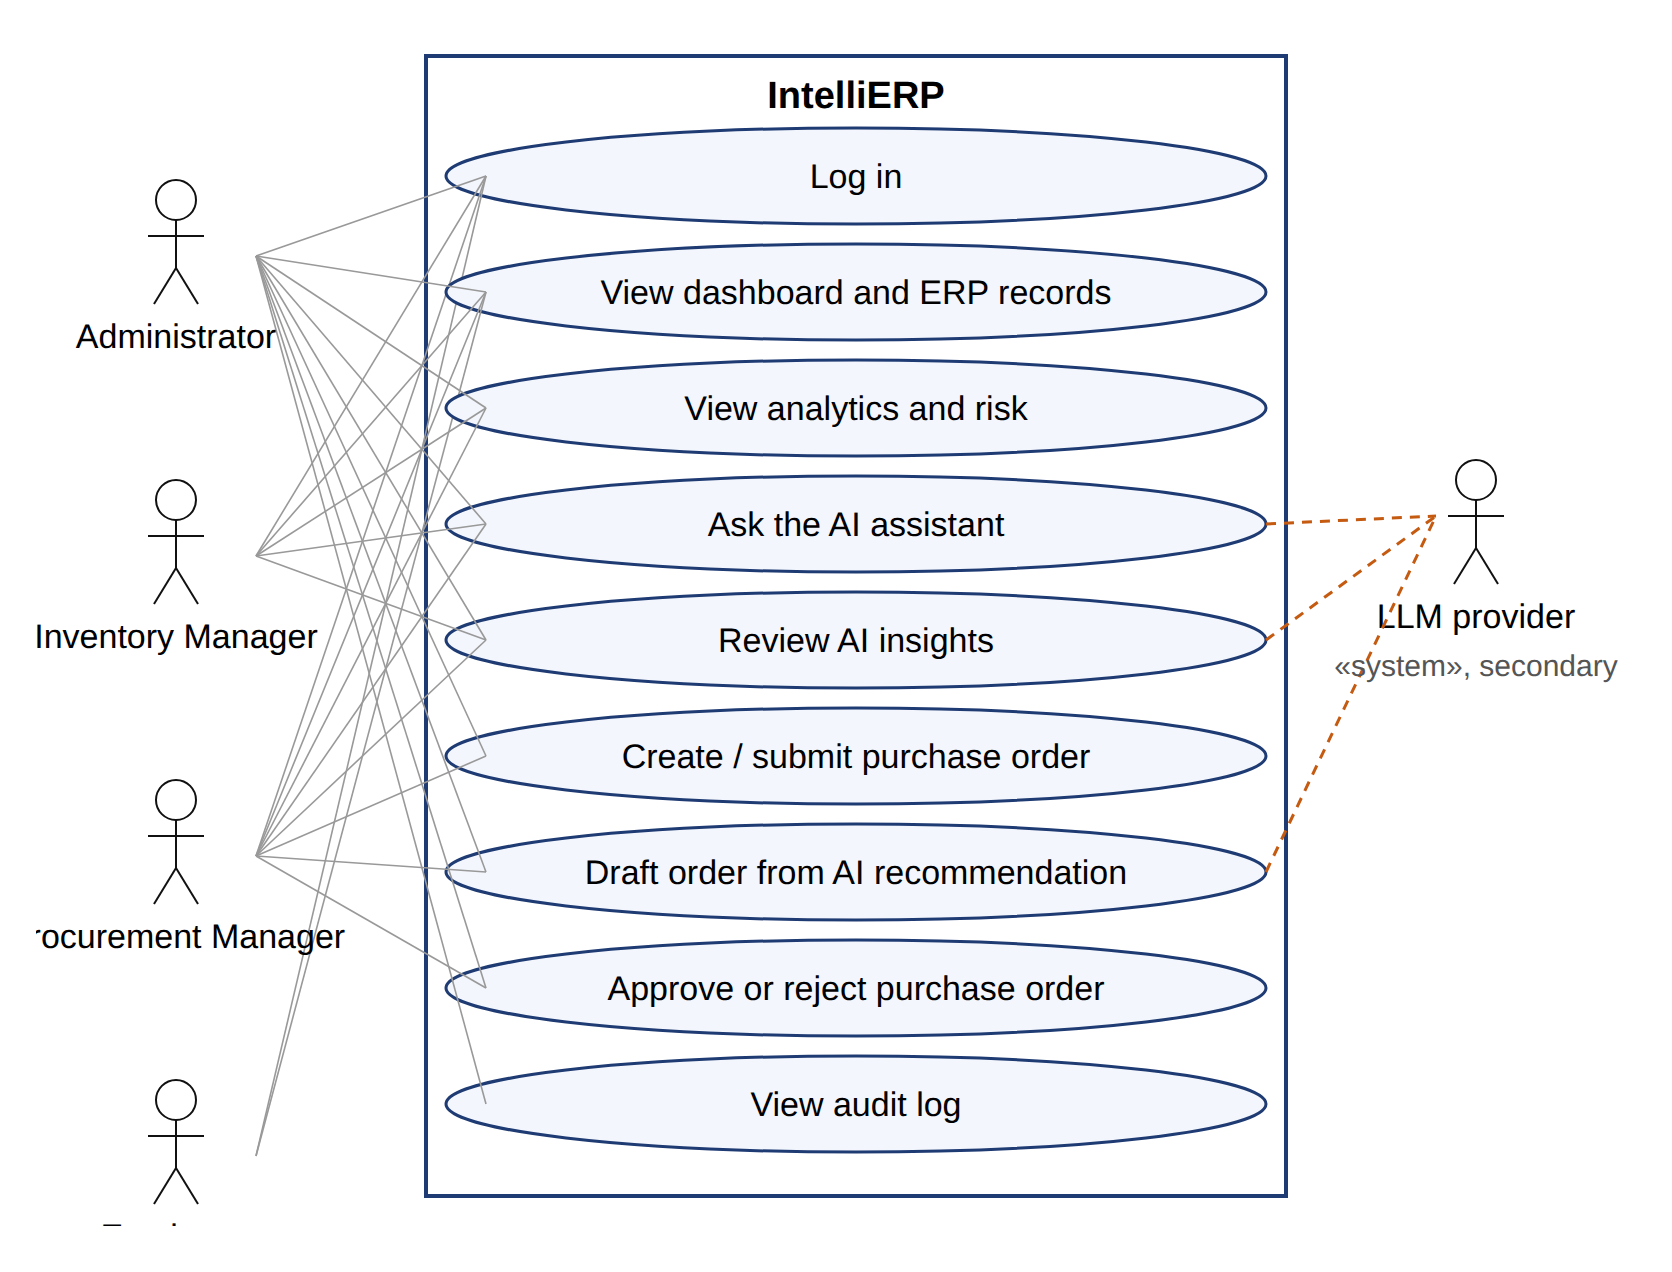 IntelliERP
Log in
View dashboard and ERP records
View analytics and risk
Ask the AI assistant
Review AI insights
Create / submit purchase order
Draft order from AI recommendation
Approve or reject purchase order
View audit log
Administrator
Inventory Manager
rocurement Manager
LLM provider
«system», secondary